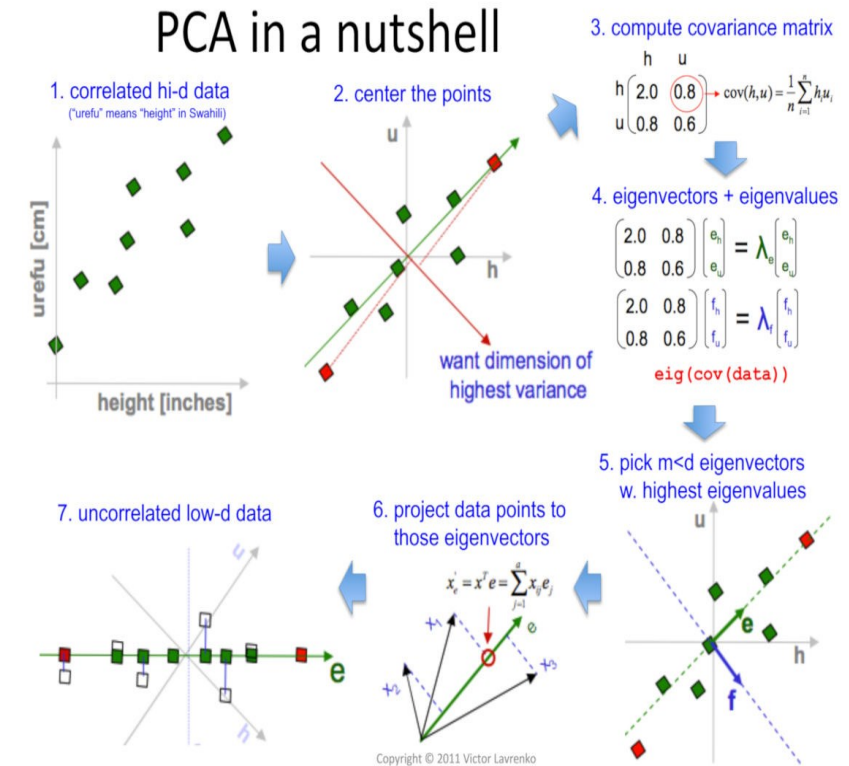 PCA in a nutshell
1. correlated hi-d data
("urefu" means "height" in Swahili)
urefu [cm]
height [inches]
2. center the points
u
h
want dimension of
highest variance
3. compute covariance matrix
h u
h 2.0 0.8 → cov(h,u) = 1/n ∑ i=1 n h_i u_i
u 0.8 0.6
4. eigenvectors + eigenvalues
2.0 0.8 e_h = λ_e e_h
0.8 0.6 e_u e_u
2.0 0.8 f_h = λ_f f_h
0.8 0.6 f_u f_u
eig(cov(data))
5. pick m<d eigenvectors
w. highest eigenvalues
u
e
h
f
6. project data points to
those eigenvectors
x'_e = x^T e = ∑ j=1 d x_ij e_j
x_1
e
x_2
x_3
7. uncorrelated low-d data
u
e
h
Copyright © 2011 Victor Lavrenko